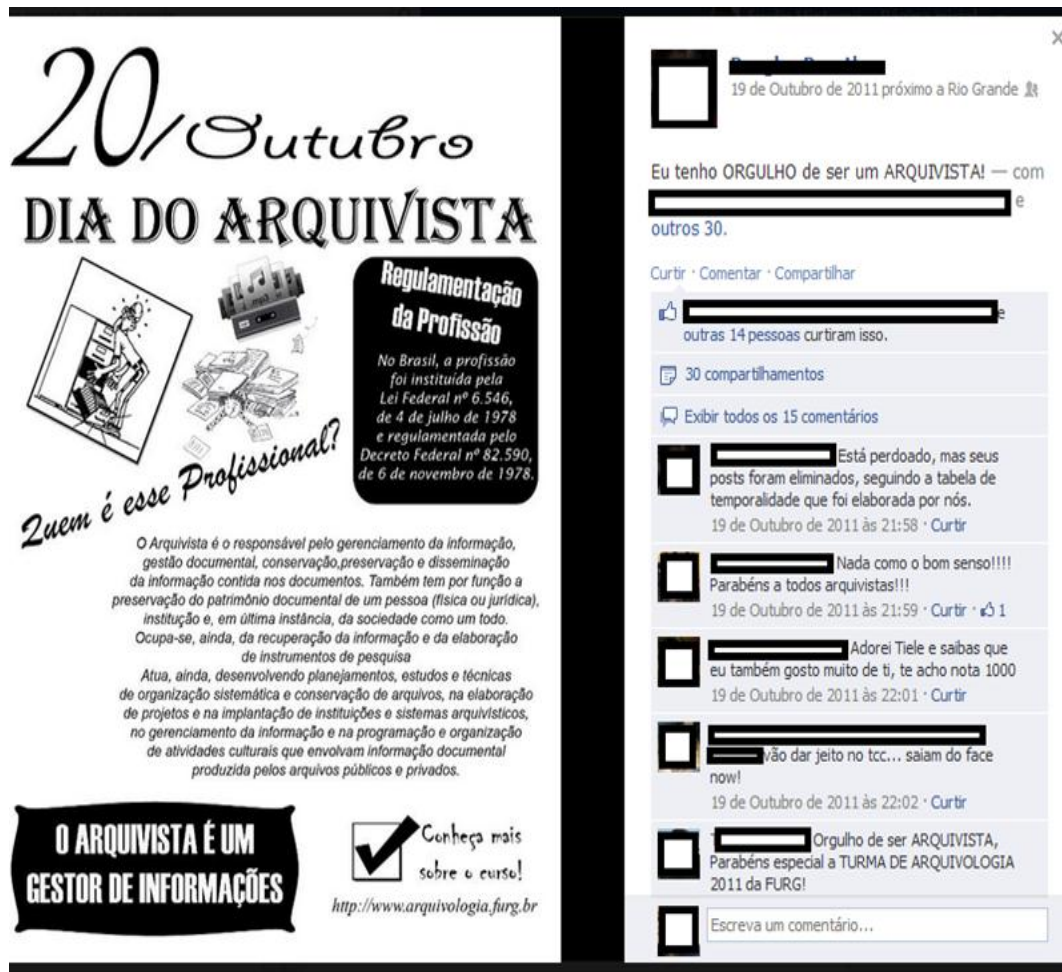 20/Outubro
DIA DO ARQUIVISTA
mp3
Regulamentação
da Profissão
No Brasil, a profissão
foi instituída pela
Lei Federal nº 6.546,
de 4 de julho de 1978
e regulamentada pelo
Decreto Federal nº 82.590,
de 6 de novembro de 1978.
Quem é esse Profissional?
O Arquivista é o responsável pelo gerenciamento da informação,
gestão documental, conservação,preservação e disseminação
da informação contida nos documentos. Também tem por função a
preservação do patrimônio documental de um pessoa (física ou jurídica),
institução e, em última instância, da sociedade como um todo.
Ocupa-se, ainda, da recuperação da informação e da elaboração
de instrumentos de pesquisa
Atua, ainda, desenvolvendo planejamentos, estudos e técnicas
de organização sistemática e conservação de arquivos, na elaboração
de projetos e na implantação de instituições e sistemas arquivísticos,
no gerenciamento da informação e na programação e organização
de atividades culturais que envolvam informação documental
produzida pelos arquivos públicos e privados.
O ARQUIVISTA É UM
GESTOR DE INFORMAÇÕES
Conheça mais
sobre o curso!
http://www.arquivologia.furg.br
19 de Outubro de 2011 próximo a Rio Grande
Eu tenho ORGULHO de ser um ARQUIVISTA! — com
e
outros 30.
Curtir · Comentar · Compartilhar
e
outras 14 pessoas curtiram isso.
30 compartilhamentos
Exibir todos os 15 comentários
Está perdoado, mas seus
posts foram eliminados, seguindo a tabela de
temporalidade que foi elaborada por nós.
19 de Outubro de 2011 às 21:58 · Curtir
Nada como o bom senso!!!!
Parabéns a todos arquivistas!!!
19 de Outubro de 2011 às 21:59 · Curtir · 1
Adorei Tiele e saibas que
eu também gosto muito de ti, te acho nota 1000
19 de Outubro de 2011 às 22:01 · Curtir
vão dar jeito no tcc... saiam do face
now!
19 de Outubro de 2011 às 22:02 · Curtir
Orgulho de ser ARQUIVISTA,
Parabéns especial a TURMA DE ARQUIVOLOGIA
2011 da FURG!
Escreva um comentário...